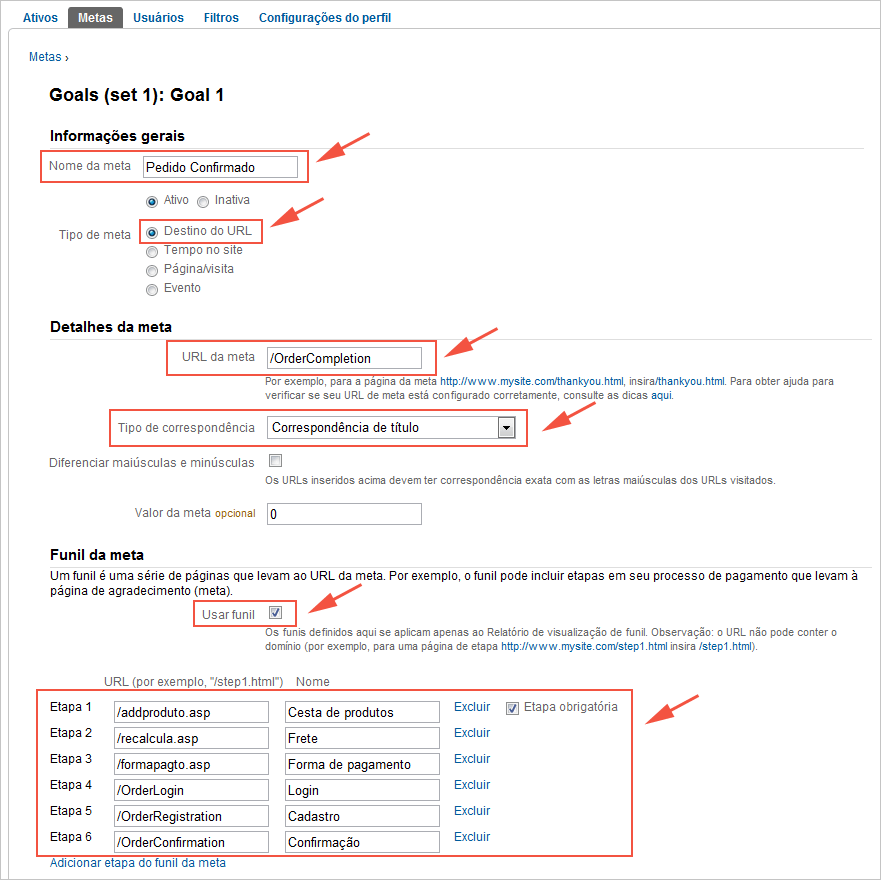 Ativos Metas Usuários Filtros Configurações do perfil
Metas ›
Goals (set 1): Goal 1
Informações gerais
Nome da meta Pedido Confirmado
Ativo Inativa
Tipo de meta Destino do URL
Tempo no site
Página/visita
Evento
Detalhes da meta
URL da meta /OrderCompletion
Por exemplo, para a página da meta http://www.mysite.com/thankyou.html, insira/thankyou.html. Para obter ajuda para
verificar se seu URL de meta está configurado corretamente, consulte as dicas aqui.
Tipo de correspondência Correspondência de título
Diferenciar maiúsculas e minúsculas
Os URLs inseridos acima devem ter correspondência exata com as letras maiúsculas dos URLs visitados.
Valor da meta opcional 0
Funil da meta
Um funil é uma série de páginas que levam ao URL da meta. Por exemplo, o funil pode incluir etapas em seu processo de pagamento que levam à
página de agradecimento (meta).
Usar funil
Os funis definidos aqui se aplicam apenas ao Relatório de visualização de funil. Observação: o URL não pode conter o
domínio (por exemplo, para uma página de etapa http://www.mysite.com/step1.html insira /step1.html).
URL (por exemplo, "/step1.html") Nome
Etapa 1 /addproduto.asp Cesta de produtos Excluir Etapa obrigatória
Etapa 2 /recalcula.asp Frete Excluir
Etapa 3 /formapagto.asp Forma de pagamento Excluir
Etapa 4 /OrderLogin Login Excluir
Etapa 5 /OrderRegistration Cadastro Excluir
Etapa 6 /OrderConfirmation Confirmação Excluir
Adicionar etapa do funil da meta